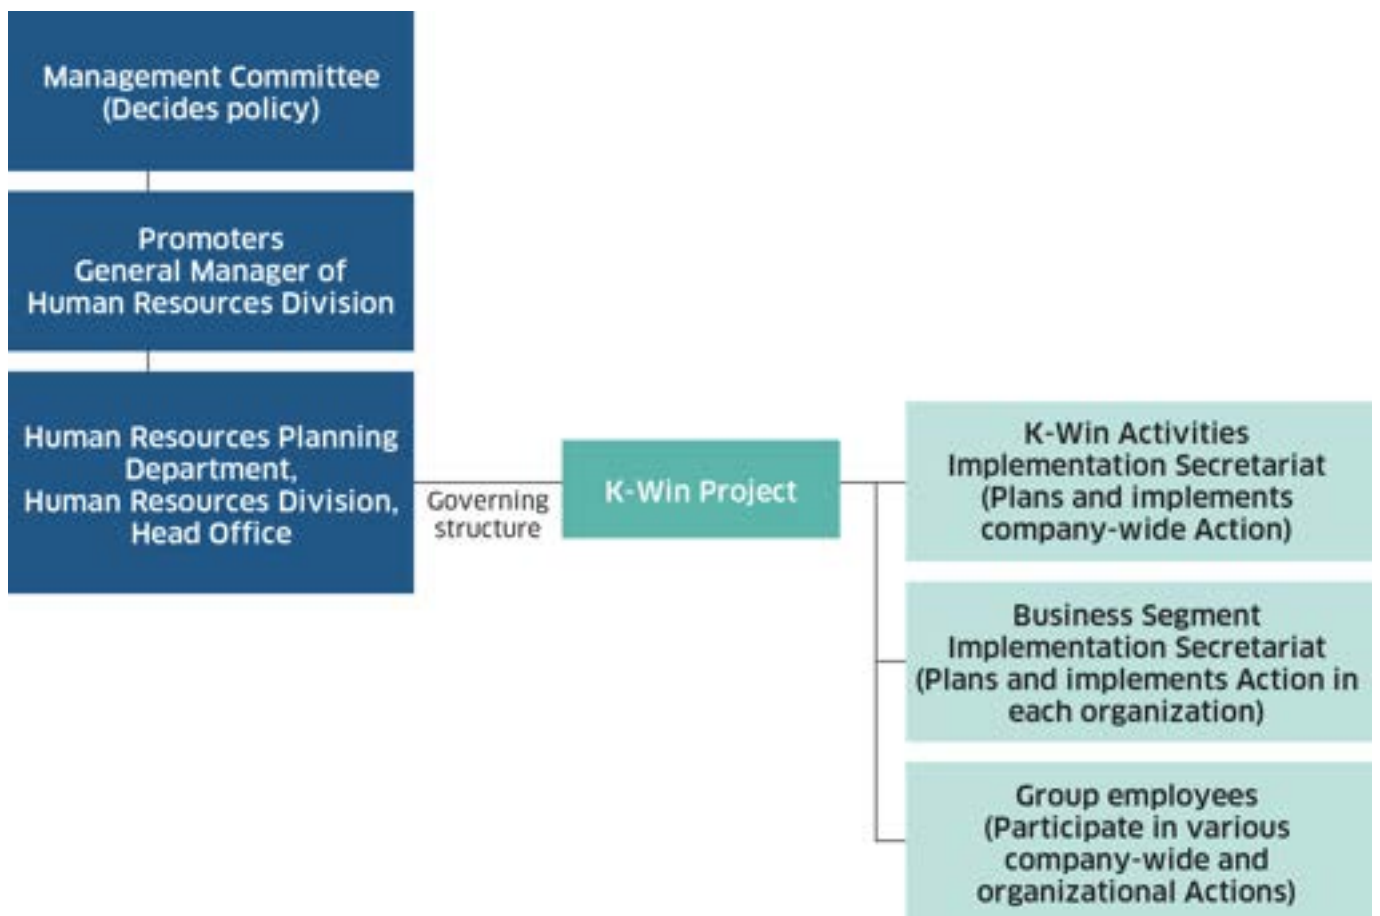 Management Committee
(Decides policy)
Promoters
General Manager of
Human Resources Division
Human Resources Planning
Department,
Human Resources Division,
Head Office
Governing
structure
K-Win Project
K-Win Activities
Implementation Secretariat
(Plans and implements
company-wide Action)
Business Segment
Implementation Secretariat
(Plans and implements Action in
each organization)
Group employees
(Participate in various
company-wide and
organizational Actions)